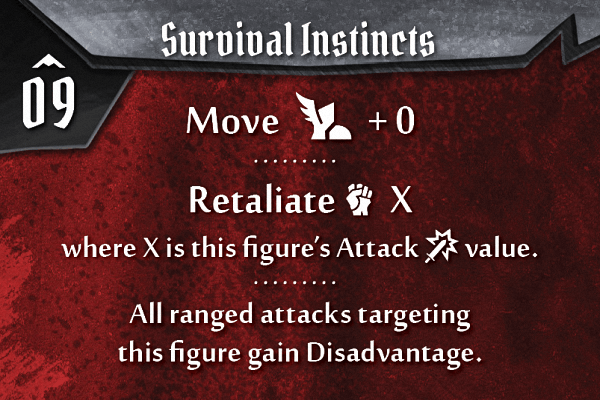 Survival Instincts
09
Move + 0
Retaliate X
where X is this figure's Attack value.
All ranged attacks targeting
this figure gain Disadvantage.